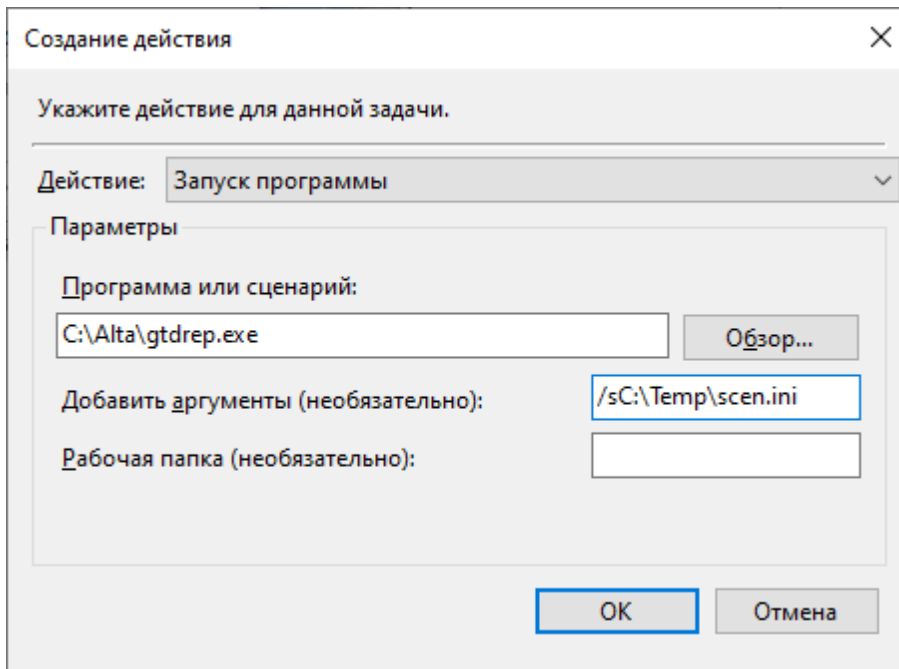 Создание действия
Укажите действие для данной задачи.
Действие: Запуск программы
Параметры
Программа или сценарий:
C:\Alta\gtdrep.exe Обзор...
Добавить аргументы (необязательно): /sC:\Temp\scen.ini
Рабочая папка (необязательно):
ОК Отмена